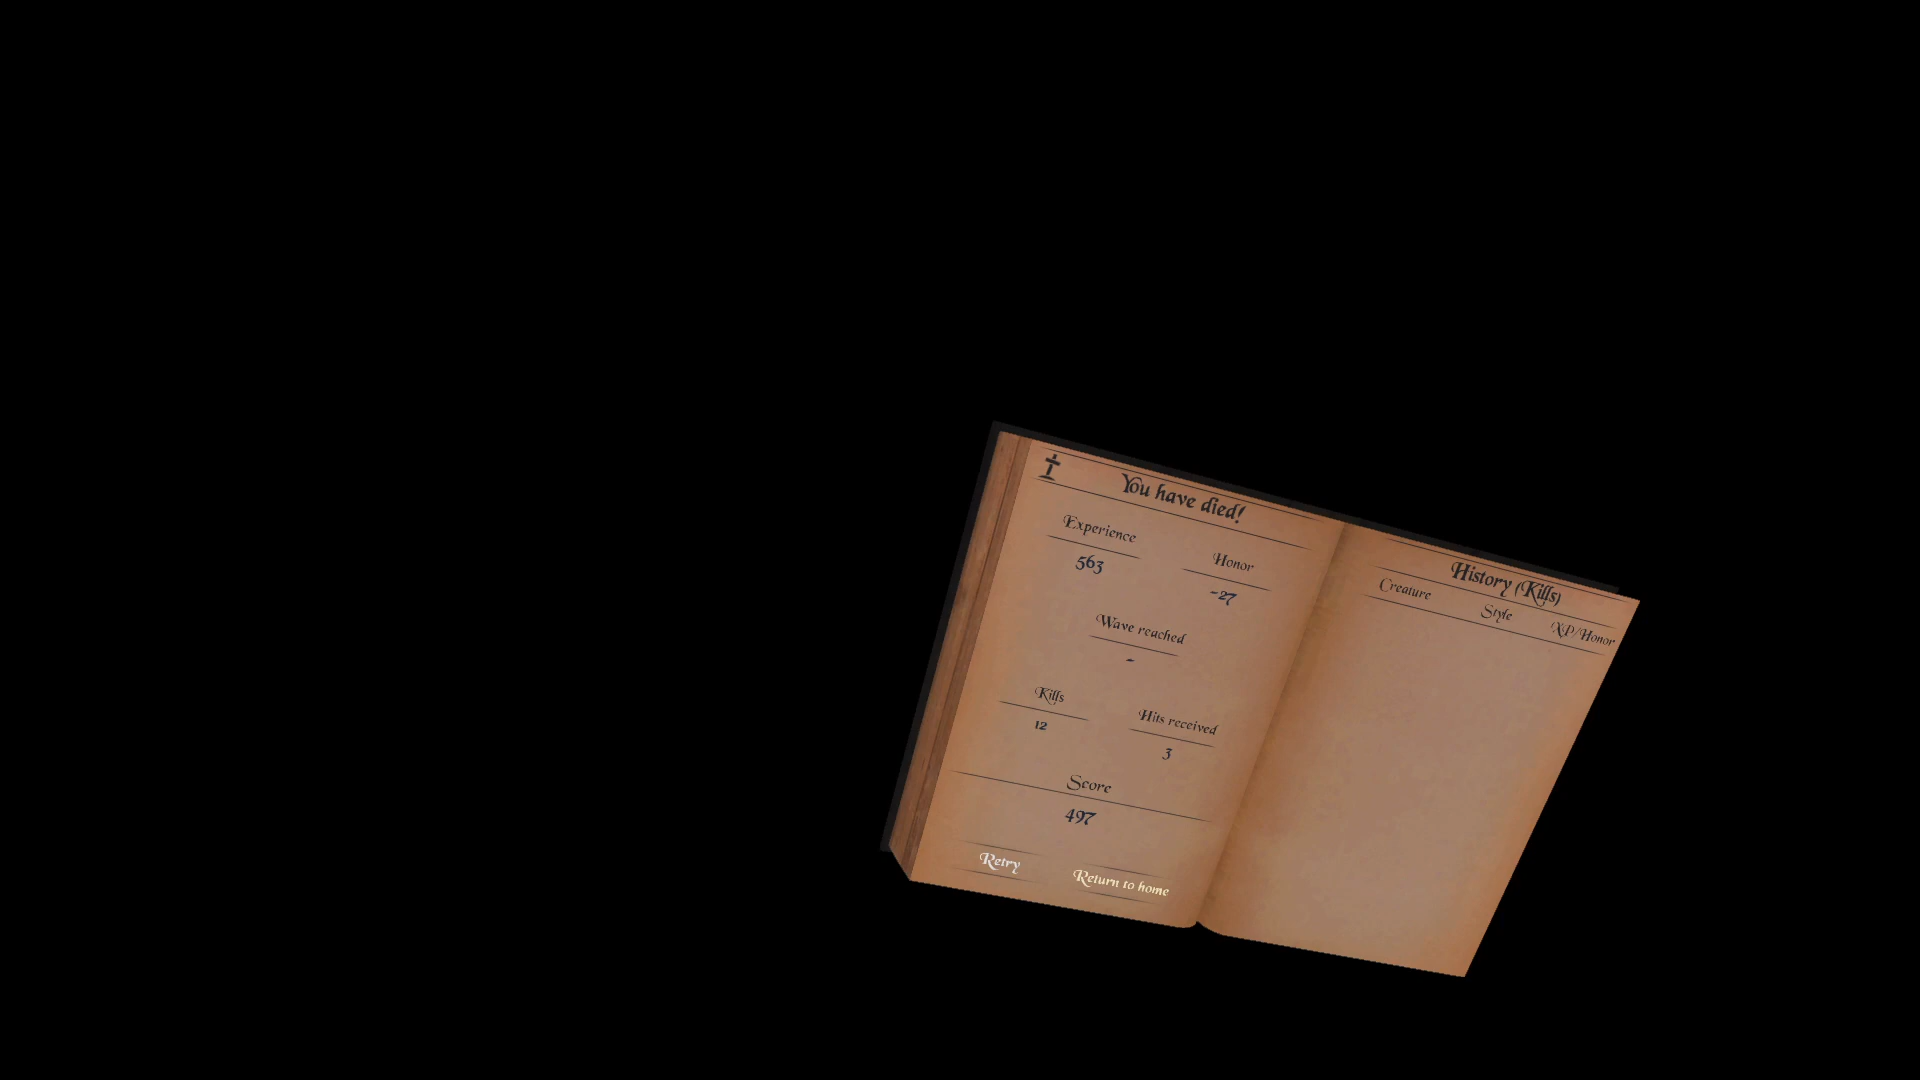 You have died!
Experience
563
Honor
-27
Wave reached
-
Kills
12
Hits received
3
Score
497
Retry
Return to home
History (Kills)
Creature
Style
XP/Honor